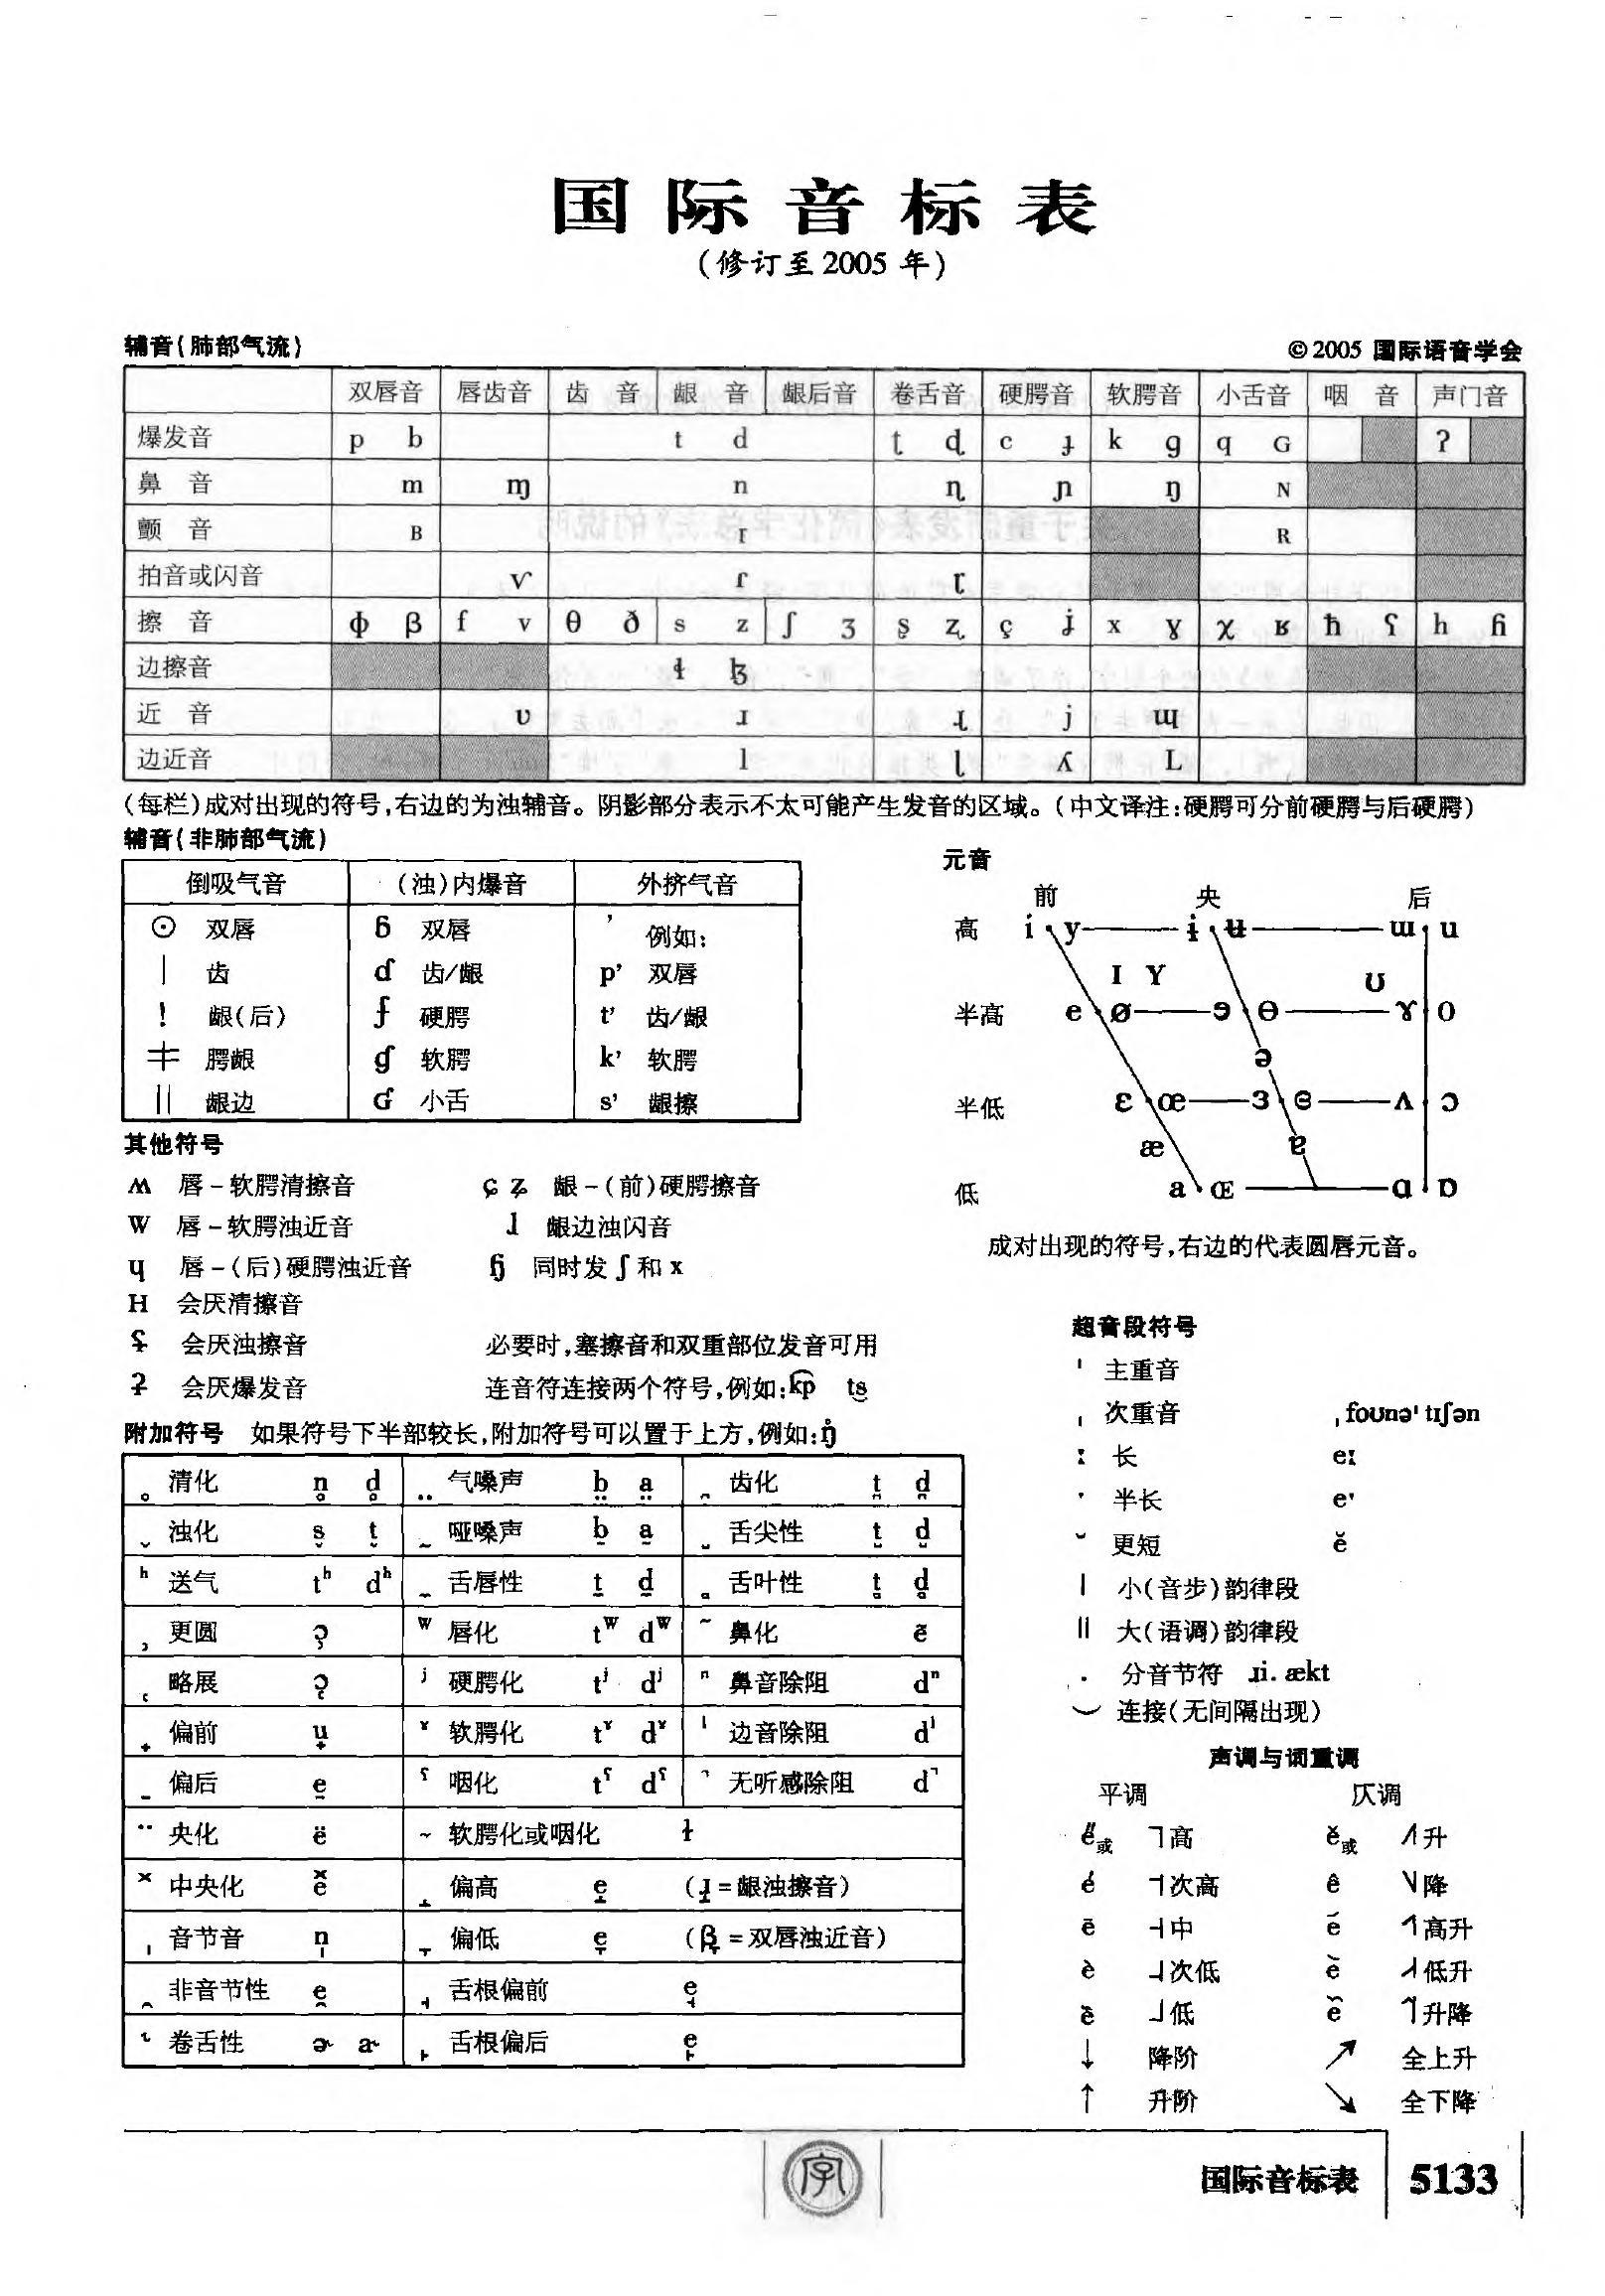 国际音标表
(修订至2005年)
辅音(肺部气流) ©2005 国际语音学会
双唇音 唇齿音 齿 音 龈 音 龈后音 卷舌音 硬腭音 软腭音 小舌音 咽 音 声门音
爆发音 p b t d ʈ ɖ c ɟ k ɡ q ɢ ʔ
鼻 音 m ɱ n ɳ ɲ ŋ ɴ
颤 音 ʙ r ʀ
拍音或闪音 ⱱ ɾ ɽ
擦 音 ɸ β f v θ ð s z ʃ ʒ ʂ ʐ ç ʝ x ɣ χ ʁ ħ ʕ h ɦ
边擦音 ɬ ɮ
近 音 ʋ ɹ ɻ j ɰ
边近音 l ɭ ʎ ʟ
(每栏)成对出现的符号,右边的为浊辅音。阴影部分表示不太可能产生发音的区域。(中文译注:硬腭可分前硬腭与后硬腭)
辅音(非肺部气流)
倒吸气音 (浊)内爆音 外挤气音
ʘ 双唇 ɓ 双唇 ʼ 例如:
ǀ 齿 ɗ 齿/龈 pʼ 双唇
ǃ 龈(后) ʄ 硬腭 tʼ 齿/龈
ǂ 腭龈 ɠ 软腭 kʼ 软腭
ǁ 龈边 ʛ 小舌 sʼ 龈擦
元音
前 央 后
高 i y ɨ ʉ ɯ u
ɪ ʏ ʊ
半高 e ø ɘ ɵ ɤ o
ə
半低 ɛ œ ɜ ɞ ʌ ɔ
æ ɐ
低 a ɶ ɑ ɒ
成对出现的符号,右边的代表圆唇元音。
其他符号
ʍ 唇-软腭清擦音 ɕ ʑ 龈-(前)硬腭擦音
w 唇-软腭浊近音 ɺ 龈边浊闪音
ɥ 唇-(后)硬腭浊近音 ɧ 同时发 ʃ 和 x
ʜ 会厌清擦音
ʢ 会厌浊擦音 必要时,塞擦音和双重部位发音可用
ʡ 会厌爆发音 连音符连接两个符号,例如:k͡p t͜s
附加符号 如果符号下半部较长,附加符号可以置于上方,例如:ŋ̊
̥ 清化 n̥ d̥ ̤ 气嗓声 b̤ a̤ ̪ 齿化 t̪ d̪
̬ 浊化 s̬ t̬ ̰ 哑嗓声 b̰ a̰ ̺ 舌尖性 t̺ d̺
ʰ 送气 tʰ dʰ ̼ 舌唇性 t̼ d̼ ̻ 舌叶性 t̻ d̻
̹ 更圆 ɔ̹ ʷ 唇化 tʷ dʷ ̃ 鼻化 ẽ
̜ 略展 ɔ̜ ʲ 硬腭化 tʲ dʲ ⁿ 鼻音除阻 dⁿ
̟ 偏前 u̟ ˠ 软腭化 tˠ dˠ ˡ 边音除阻 dˡ
̠ 偏后 e̠ ˤ 咽化 tˤ dˤ ̚ 无听感除阻 d̚
̈ 央化 ë ̴ 软腭化或咽化 ɫ
̽ 中央化 e̽ ̝ 偏高 e̝ (ɹ̝=龈浊擦音)
̩ 音节音 n̩ ̞ 偏低 e̞ (β̞=双唇浊近音)
̯ 非音节性 e̯ ̘ 舌根偏前 e̘
˞ 卷舌性 ɚ a˞ ̙ 舌根偏后 e̙
超音段符号
ˈ 主重音
ˌ 次重音 ˌfoʊnəˈtɪʃən
ː 长 eː
ˑ 半长 eˑ
̆ 更短 ĕ
| 小(音步)韵律段
‖ 大(语调)韵律段
. 分音节符 ɹi.ækt
‿ 连接(无间隔出现)
声调与词重调
平调 仄调
e̋或 ˥高 ě或 ˩˥升
é ˦次高 ê ˥˩降
ē ˧中 e᷄ ˦˥高升
è ˨次低 e᷅ ˩˨低升
ȅ ˩低 e᷈ ˧˦˧升降
↓ 降阶 ↗ 全上升
↑ 升阶 ↘ 全下降
字
国际音标表 5133